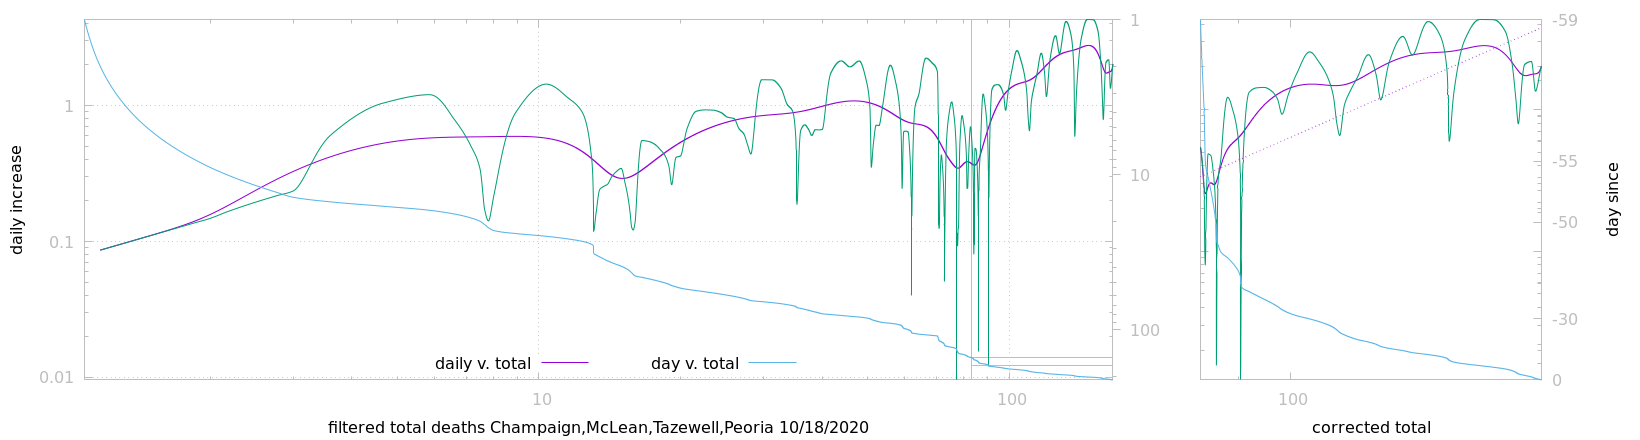 1
-59
1
daily increase
10
-55
day since
0.1
-50
100
-30
daily v. total
day v. total
0.01
0
10
100
100
filtered total deaths Champaign,McLean,Tazewell,Peoria 10/18/2020
corrected total